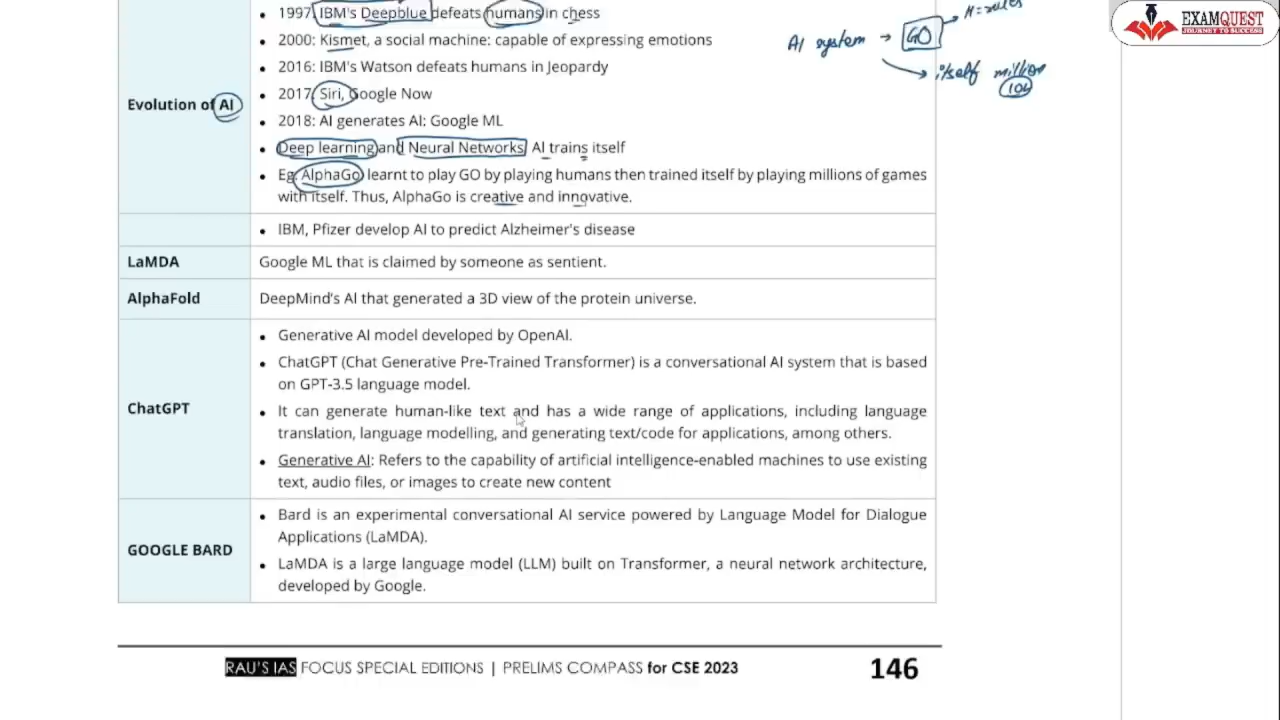 1997, IBM's Deepblue defeats humans in chess
2000: Kismet, a social machine: capable of expressing emotions
2016: IBM's Watson defeats humans in Jeopardy
Evolution of AI
2017, Siri, Google Now
2018: AI generates AI: Google ML
Deep learning and Neural Networks AI trains itself
Eg. AlphaGo learnt to play GO by playing humans then trained itself by playing millions of games
with itself. Thus, AlphaGo is creative and innovative.
AI system → GO
itself million
EXAMQUEST
JOURNEY TO SUCCESS
IBM, Pfizer develop AI to predict Alzheimer's disease
LaMDA
Google ML that is claimed by someone as sentient.
AlphaFold
DeepMind's AI that generated a 3D view of the protein universe.
ChatGPT
Generative AI model developed by OpenAI.
ChatGPT (Chat Generative Pre-Trained Transformer) is a conversational AI system that is based
on GPT-3.5 language model.
It can generate human-like text and has a wide range of applications, including language
translation, language modelling, and generating text/code for applications, among others.
Generative AI: Refers to the capability of artificial intelligence-enabled machines to use existing
text, audio files, or images to create new content
GOOGLE BARD
Bard is an experimental conversational AI service powered by Language Model for Dialogue
Applications (LaMDA).
LaMDA is a large language model (LLM) built on Transformer, a neural network architecture,
developed by Google.
RAU'S IAS FOCUS SPECIAL EDITIONS | PRELIMS COMPASS for CSE 2023
146